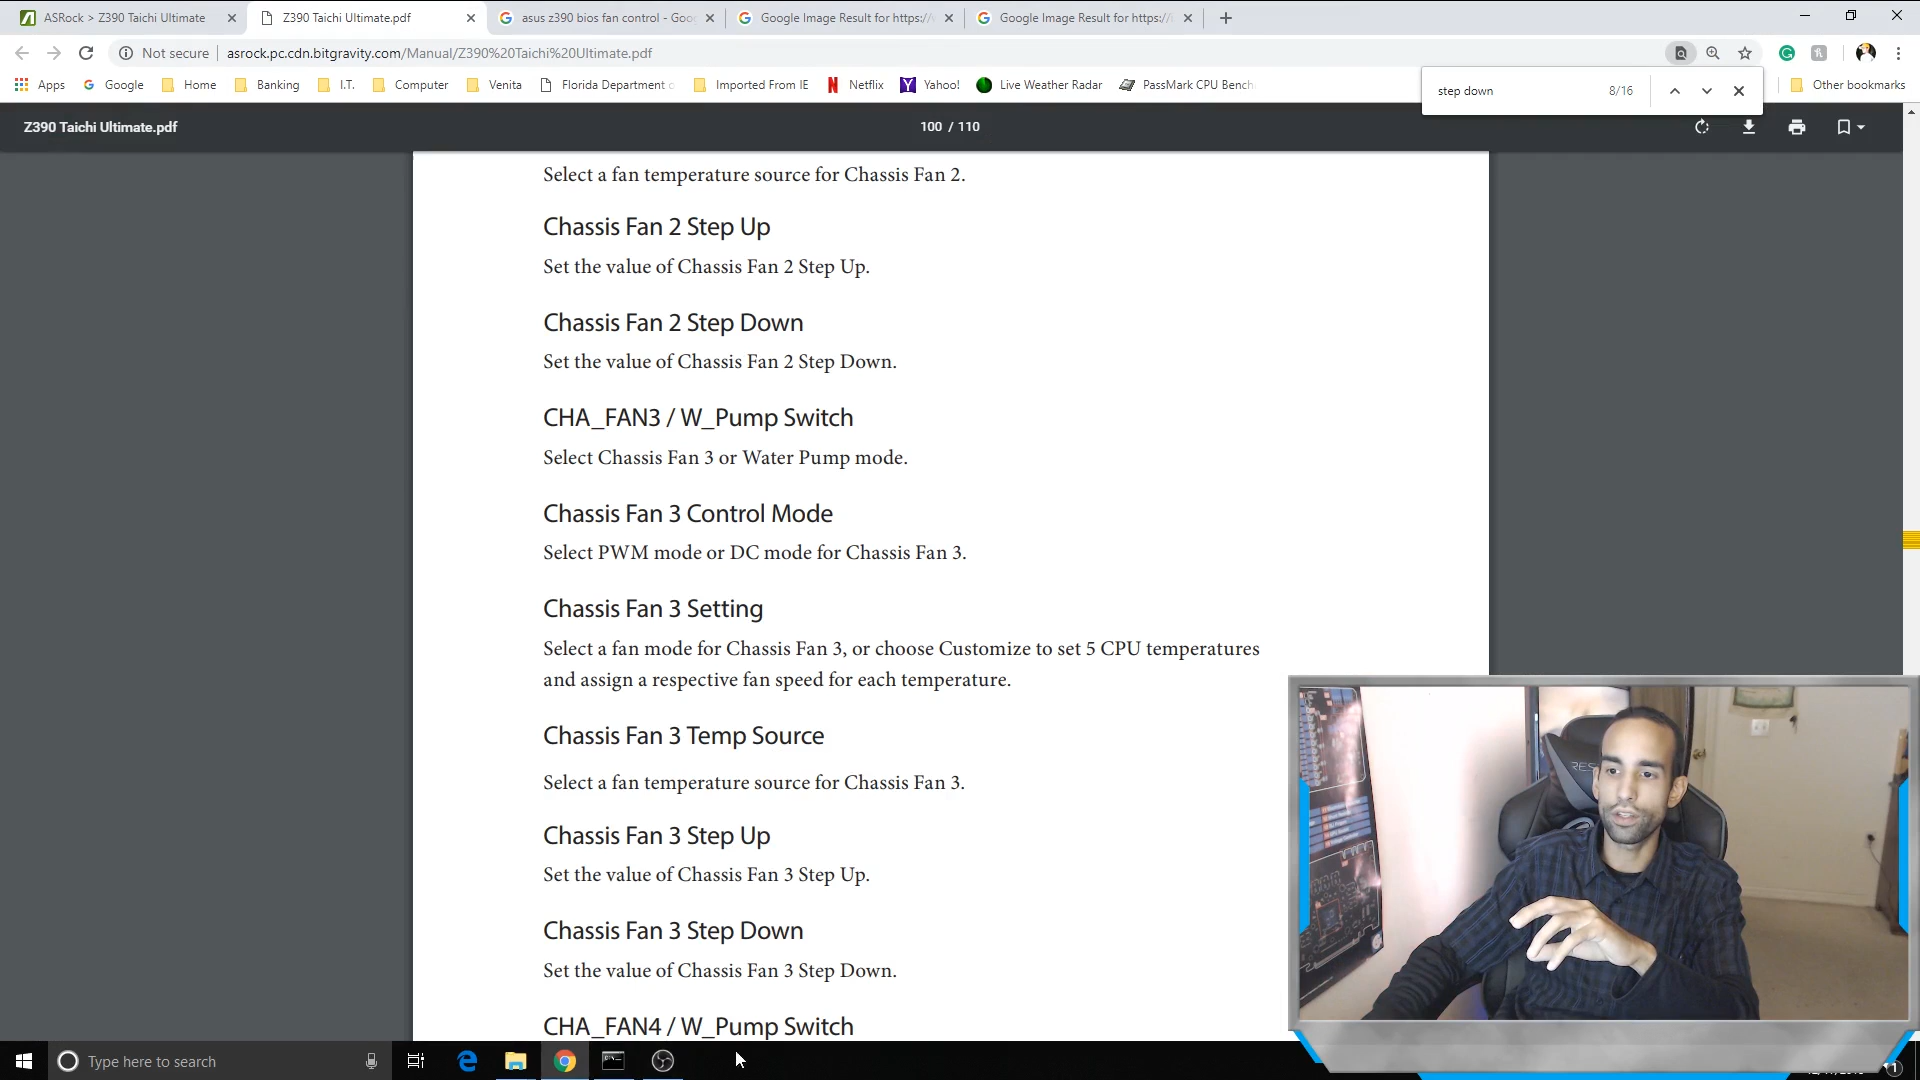 ASRock > Z390 Taichi Ultimate
Z390 Taichi Ultimate.pdf
asus z390 bios fan control - Goo
Google Image Result for https://
Google Image Result for https://
Not secure
asrock.pc.cdn.bitgravity.com/Manual/Z390%20Taichi%20Ultimate.pdf
Apps
Google
Home
Banking
I.T.
Computer
Venita
Florida Department o
Imported From IE
Netflix
Yahoo!
Live Weather Radar
PassMark CPU Bench
Other bookmarks
step down
8/16
Z390 Taichi Ultimate.pdf
100 / 110
Select a fan temperature source for Chassis Fan 2.
Chassis Fan 2 Step Up
Set the value of Chassis Fan 2 Step Up.
Chassis Fan 2 Step Down
Set the value of Chassis Fan 2 Step Down.
CHA_FAN3 / W_Pump Switch
Select Chassis Fan 3 or Water Pump mode.
Chassis Fan 3 Control Mode
Select PWM mode or DC mode for Chassis Fan 3.
Chassis Fan 3 Setting
Select a fan mode for Chassis Fan 3, or choose Customize to set 5 CPU temperatures
and assign a respective fan speed for each temperature.
Chassis Fan 3 Temp Source
Select a fan temperature source for Chassis Fan 3.
Chassis Fan 3 Step Up
Set the value of Chassis Fan 3 Step Up.
Chassis Fan 3 Step Down
Set the value of Chassis Fan 3 Step Down.
CHA_FAN4 / W_Pump Switch
Type here to search